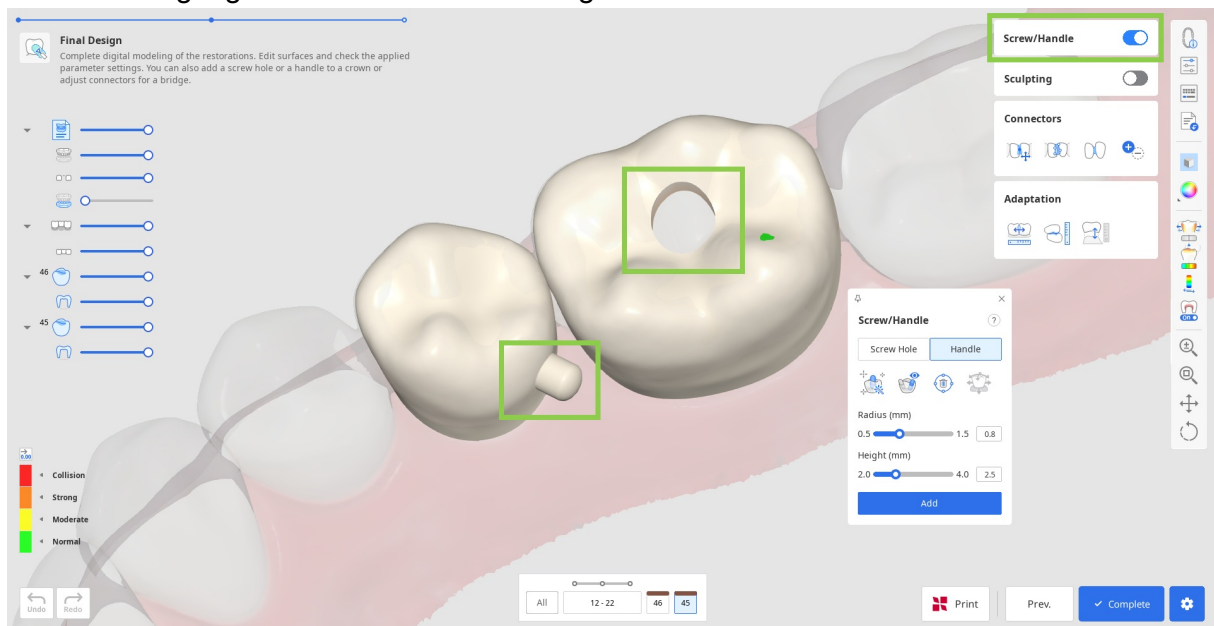 Final Design
Complete digital modeling of the restorations. Edit surfaces and check the applied
parameter settings. You can also add a screw hole or a handle to a crown or
adjust connectors for a bridge.
46
45
0.00
Collision
Strong
Moderate
Normal
Undo
Redo
Screw/Handle
Sculpting
Connectors
Adaptation
ON
Screw/Handle
?
Screw Hole
Handle
Radius (mm)
0.5
1.5
0.8
Height (mm)
2.0
4.0
2.5
Add
All
12 - 22
46
45
Print
Prev.
Complete